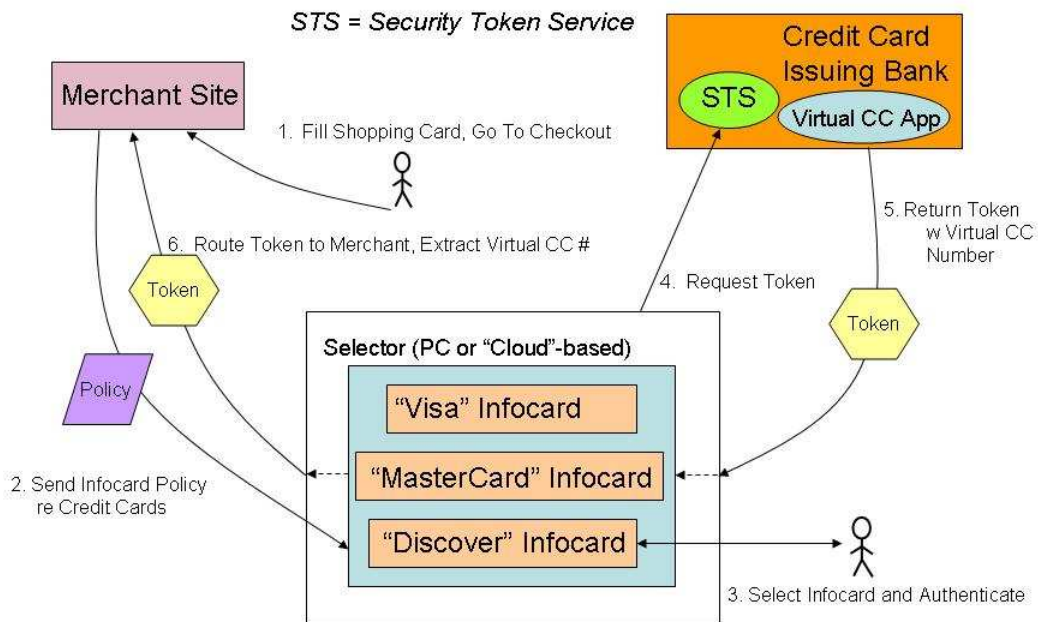 STS = Security Token Service
Credit Card
Issuing Bank
STS
Virtual CC App
Merchant Site
1. Fill Shopping Card, Go To Checkout
5. Return Token
w Virtual CC
Number
6. Route Token to Merchant, Extract Virtual CC #
Token
4. Request Token
Token
Selector (PC or “Cloud”-based)
Policy
“Visa” Infocard
“MasterCard” Infocard
2. Send Infocard Policy
re Credit Cards
“Discover” Infocard
3. Select Infocard and Authenticate